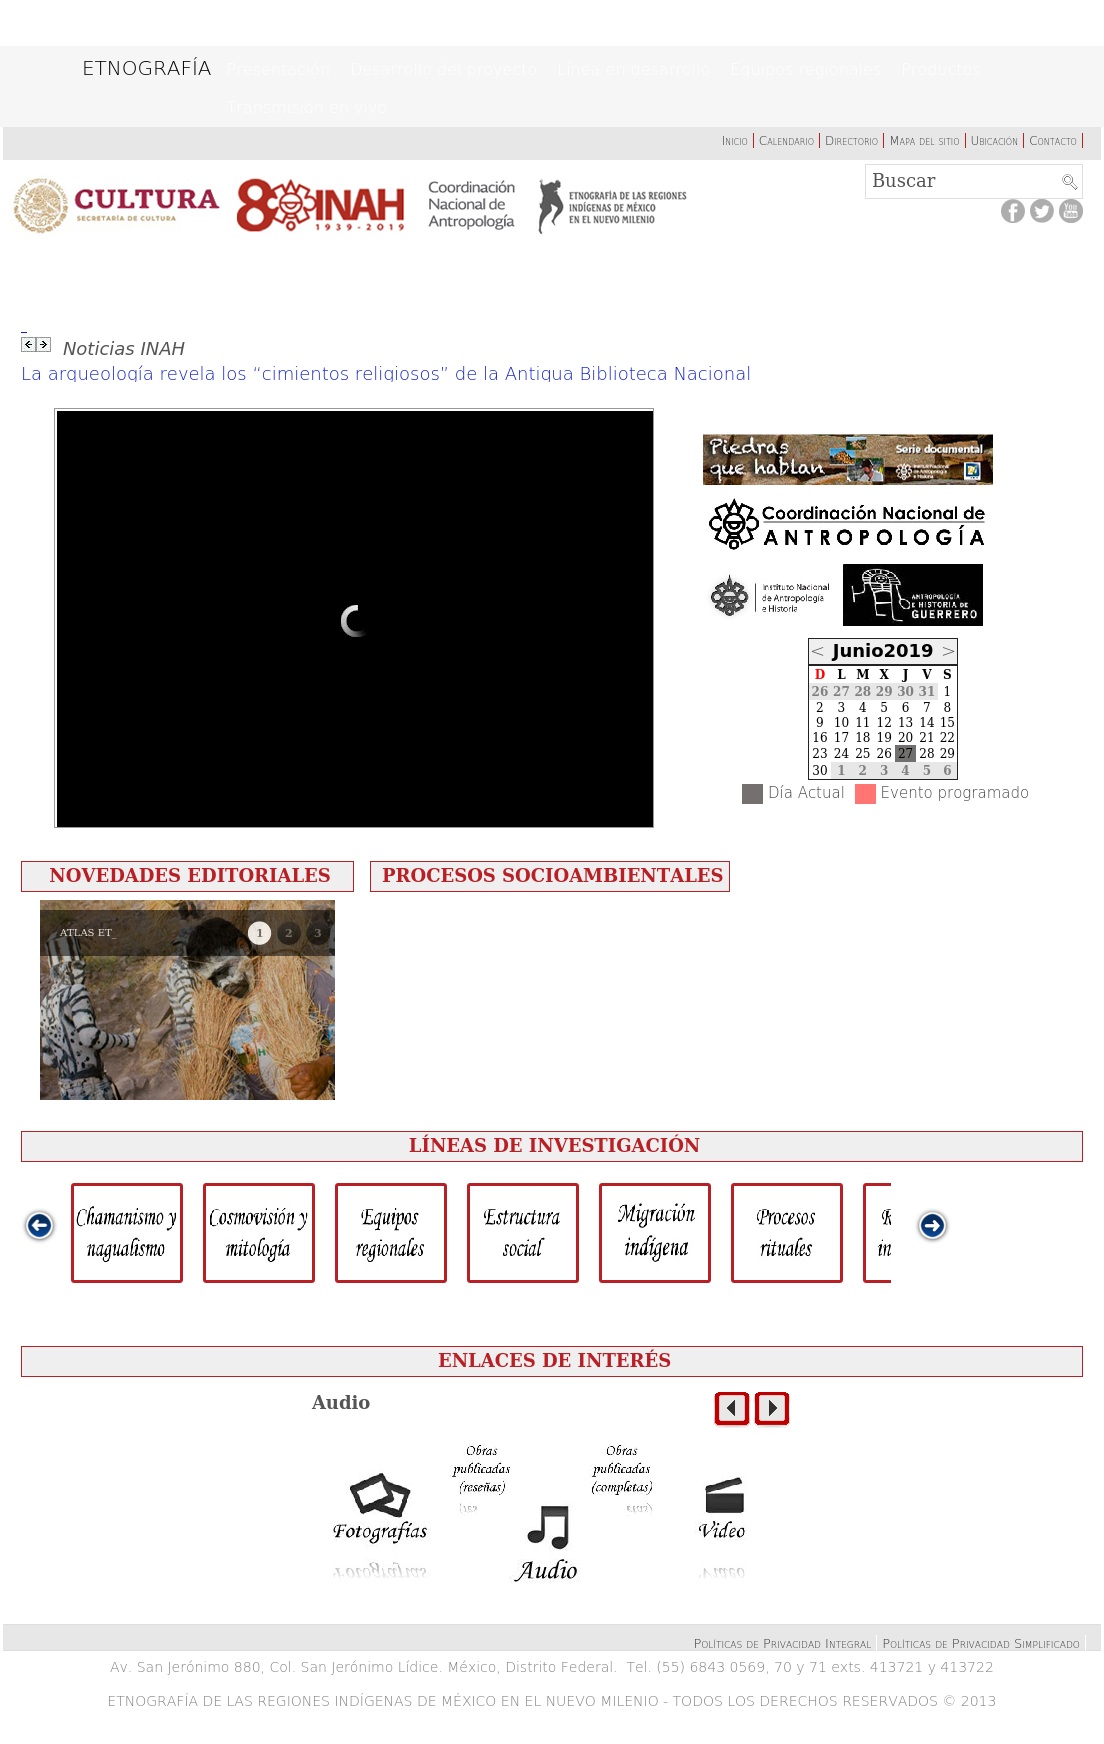 ETNOGRAFÍA Presentación Desarrollo del proyecto Línea en desarrollo Equipos regionales Productos
Transmisión en vivo
Inicio Calendario Directorio Mapa del sitio Ubicación Contacto
CULTURA
SECRETARÍA DE CULTURA
80 INAH
1939-2019
Coordinación
Nacional de
Antropología
ETNOGRAFÍA DE LAS REGIONES
INDÍGENAS DE MÉXICO
EN EL NUEVO MILENIO
Buscar
You
Noticias INAH
La arqueología revela los “cimientos religiosos” de la Antigua Biblioteca Nacional
Piedras
que hablan
Serie documental
Coordinación Nacional de
ANTROPOLOGÍA
Instituto Nacional
de Antropología
e Historia
ANTROPOLOGÍA
E HISTORIA DE
GUERRERO
< Junio2019 >
D L M X J V S
26 27 28 29 30 31 1
2 3 4 5 6 7 8
9 10 11 12 13 14 15
16 17 18 19 20 21 22
23 24 25 26 27 28 29
30 1 2 3 4 5 6
Día Actual Evento programado
NOVEDADES EDITORIALES PROCESOS SOCIOAMBIENTALES
ATLAS ET_ 1 2 3
LÍNEAS DE INVESTIGACIÓN
Chamanismo y
nagualismo
Cosmovisión y
mitología
Equipos
regionales
Estructura
social
Migración
indígena
Procesos
rituales
ENLACES DE INTERÉS
Audio
Obras
publicadas
(reseñas)
Obras
publicadas
(completas)
Fotografías
Audio
Video
Políticas de Privacidad Integral Políticas de Privacidad Simplificado
Av. San Jerónimo 880, Col. San Jerónimo Lídice. México, Distrito Federal. Tel. (55) 6843 0569, 70 y 71 exts. 413721 y 413722
ETNOGRAFÍA DE LAS REGIONES INDÍGENAS DE MÉXICO EN EL NUEVO MILENIO - TODOS LOS DERECHOS RESERVADOS © 2013